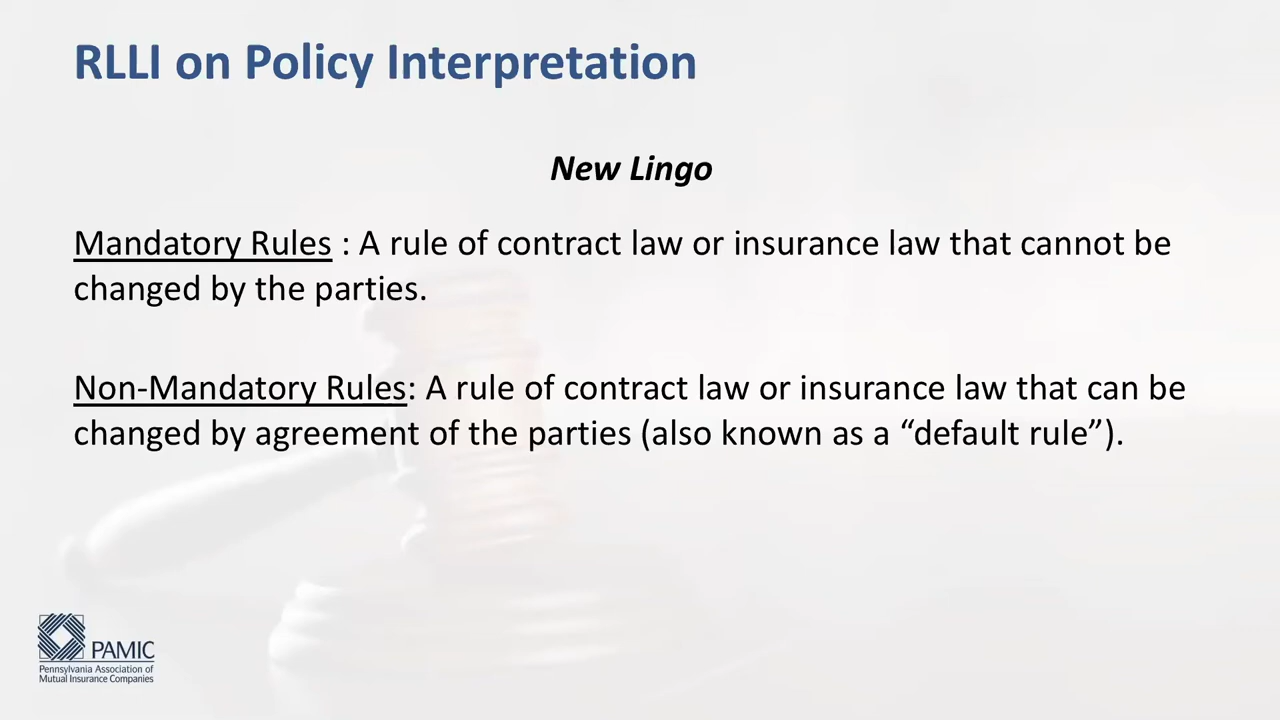 RLLI on Policy Interpretation
New Lingo
Mandatory Rules : A rule of contract law or insurance law that cannot be
changed by the parties.
Non-Mandatory Rules: A rule of contract law or insurance law that can be
changed by agreement of the parties (also known as a “default rule”).
PAMIC
Pennsylvania Association of
Mutual Insurance Companies